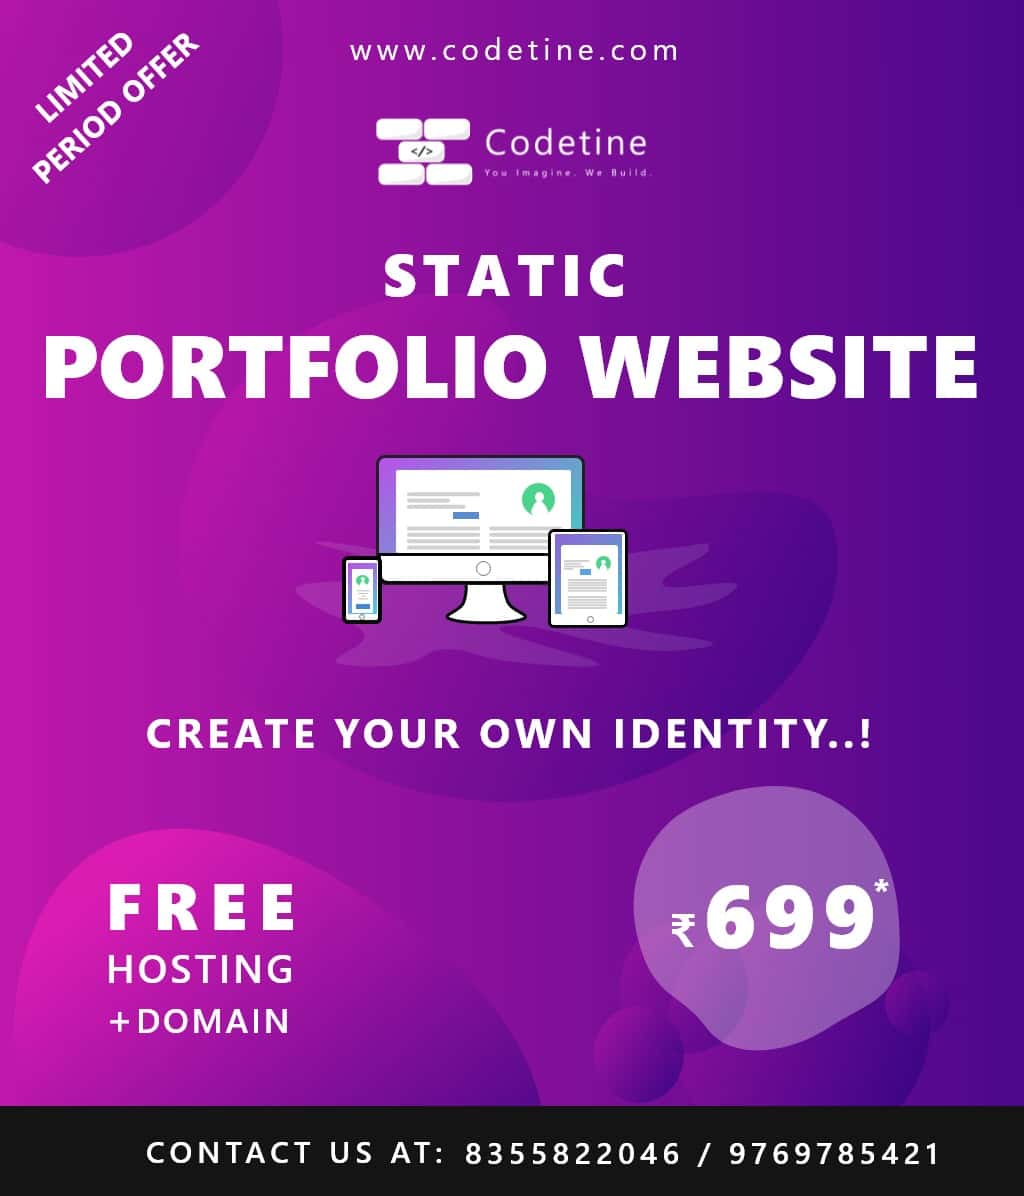 LIMITED
PERIOD OFFER
www.codetine.com
</>
Codetine
You Imagine. We Build.
STATIC
PORTFOLIO WEBSITE
CREATE YOUR OWN IDENTITY..!
FREE
HOSTING
+DOMAIN
₹699*
CONTACT US AT: 8355822046 / 9769785421